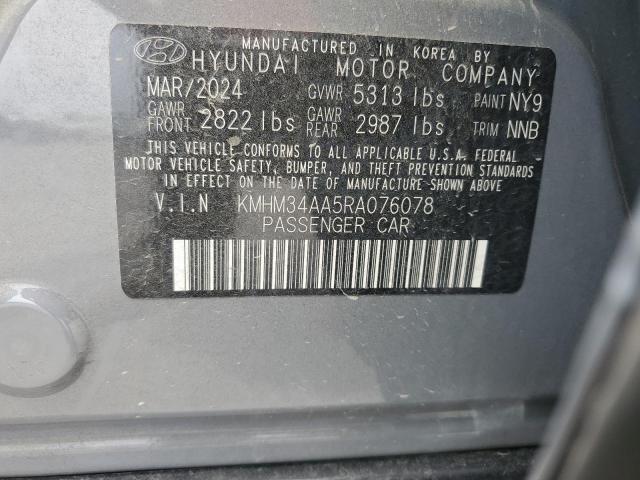 MANUFACTURED IN KOREA BY
HYUNDAI MOTOR COMPANY
MAR/2024 GVWR 5313 lbs PAINT NY9
GAWR FRONT 2822 lbs GAWR REAR 2987 lbs TRIM NNB
THIS VEHICLE CONFORMS TO ALL APPLICABLE U.S.A. FEDERAL
MOTOR VEHICLE SAFETY, BUMPER, AND THEFT PREVENTION STANDARDS
IN EFFECT ON THE DATE OF MANUFACTURE SHOWN ABOVE.
V.I.N KMHM34AA5RA076078
PASSENGER CAR